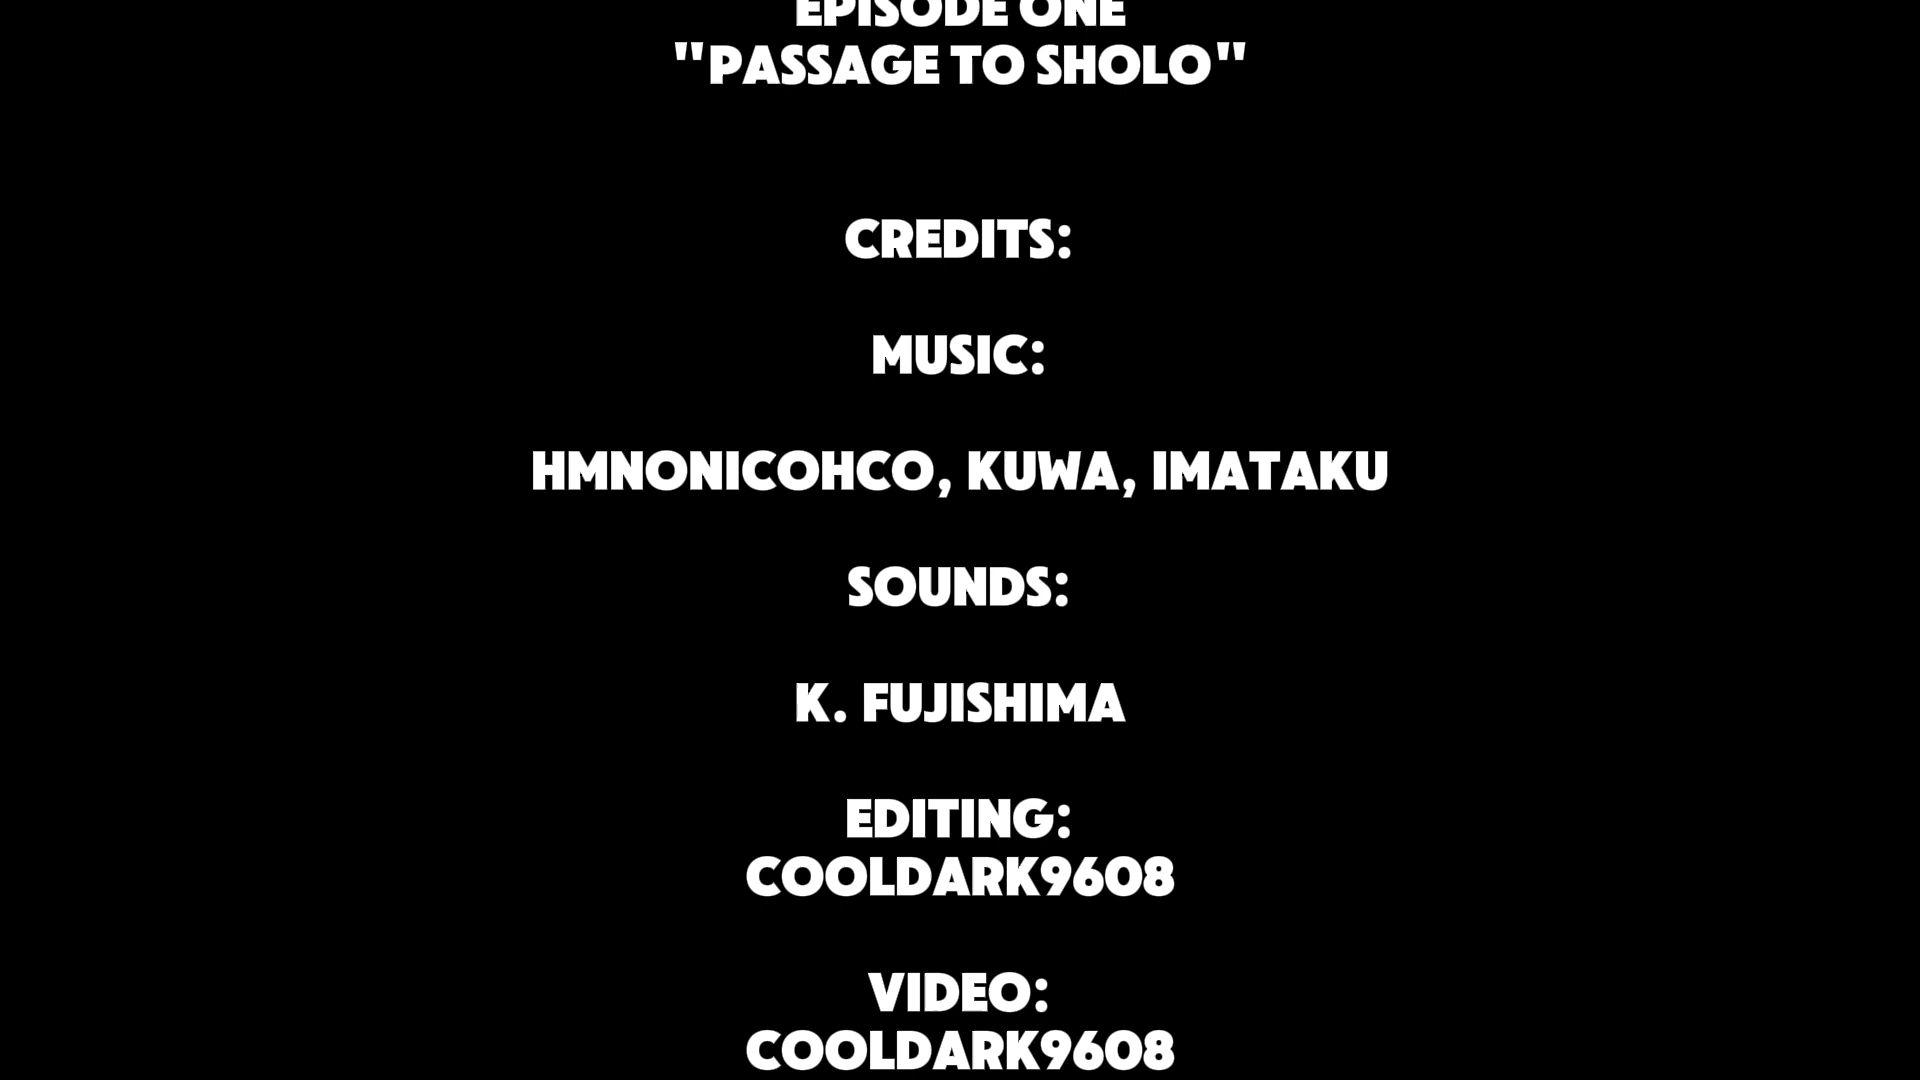 EPISODE ONE
"PASSAGE TO SHOLO"
CREDITS:
MUSIC:
HMNONICOHCO, KUWA, IMATAKU
SOUNDS:
K. FUJISHIMA
EDITING:
COOLDARK9608
VIDEO:
COOLDARK9608